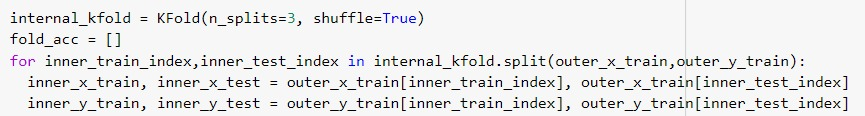 internal_kfold = KFold(n_splits=3, shuffle=True)
fold_acc = []
for inner_train_index,inner_test_index in internal_kfold.split(outer_x_train,outer_y_train):
  inner_x_train, inner_x_test = outer_x_train[inner_train_index], outer_x_train[inner_test_index]
  inner_y_train, inner_y_test = outer_y_train[inner_train_index], outer_y_train[inner_test_index]